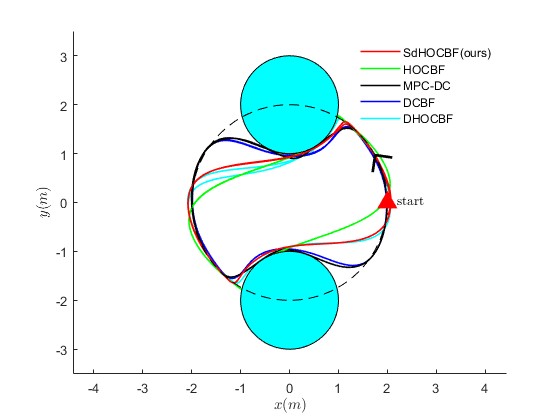 3
2
1
0
-1
-2
-3
y(m)
-4 -3 -2 -1 0 1 2 3 4
x(m)
SdHOCBF(ours)
HOCBF
MPC-DC
DCBF
DHOCBF
start